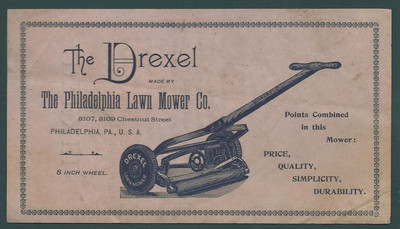 The Drexel
MADE BY
The Philadelphia Lawn Mower Co.
3107, 3109 Chestnut Street
PHILADELPHIA, PA., U. S. A.
8 INCH WHEEL.
DREXEL
Points Combined
in this
Mower:
PRICE,
QUALITY,
SIMPLICITY,
DURABILITY.